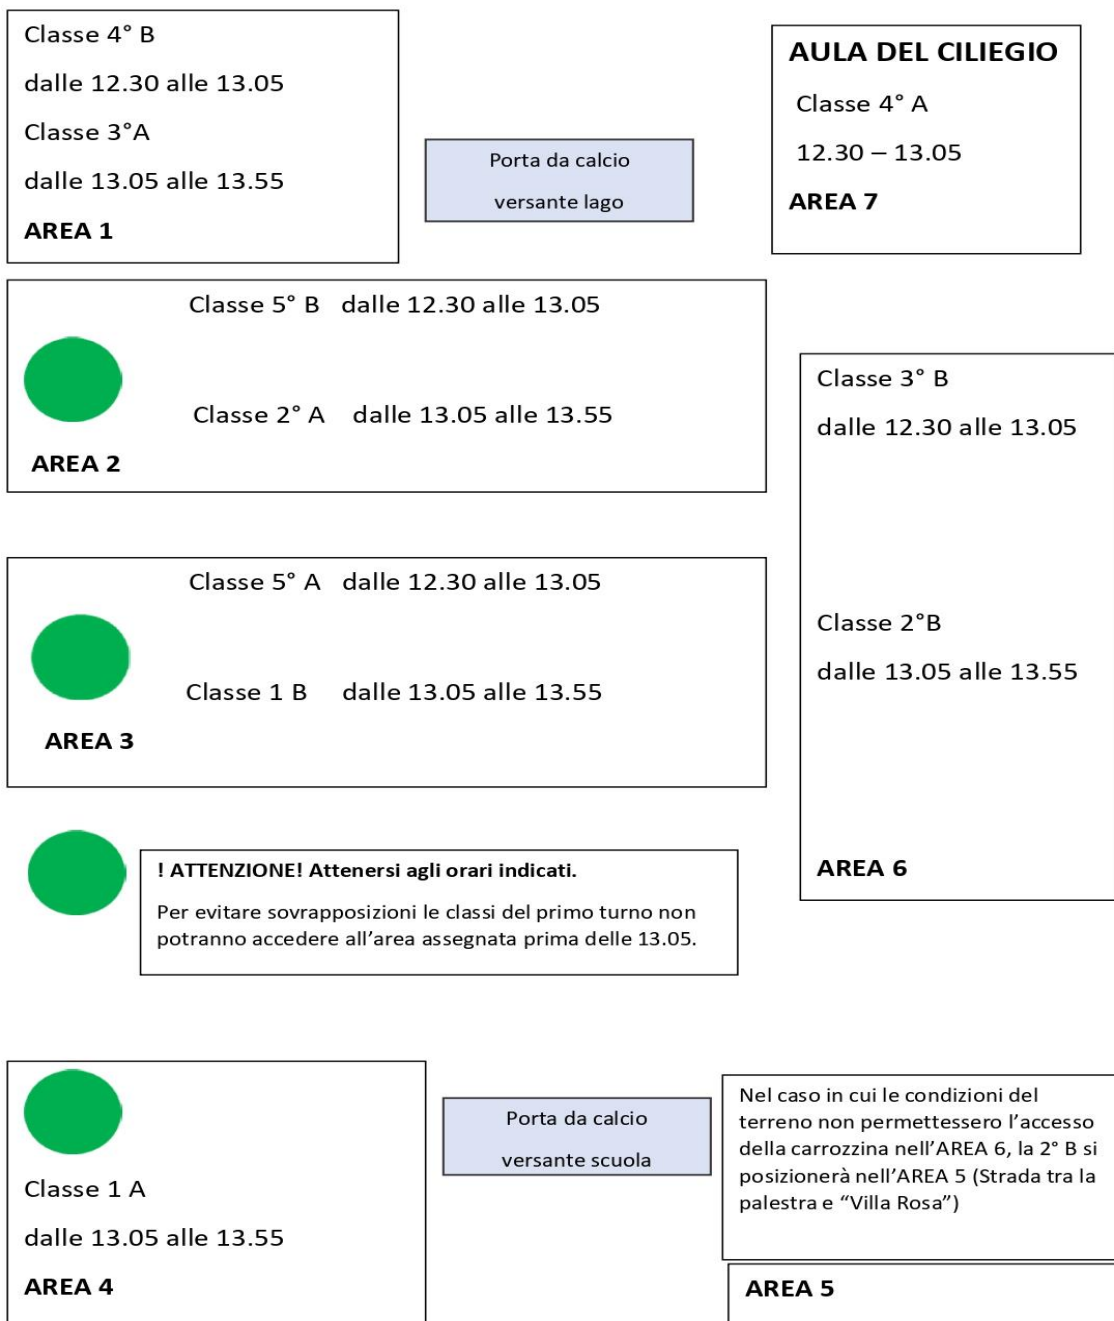 Classe 4° B
dalle 12.30 alle 13.05
Classe 3°A
dalle 13.05 alle 13.55
AREA 1
Porta da calcio
versante lago
AULA DEL CILIEGIO
Classe 4° A
12.30 – 13.05
AREA 7
Classe 5° B dalle 12.30 alle 13.05
Classe 2° A dalle 13.05 alle 13.55
AREA 2
Classe 3° B
dalle 12.30 alle 13.05
Classe 2°B
dalle 13.05 alle 13.55
AREA 6
Classe 5° A dalle 12.30 alle 13.05
Classe 1 B dalle 13.05 alle 13.55
AREA 3
! ATTENZIONE! Attenersi agli orari indicati.
Per evitare sovrapposizioni le classi del primo turno non
potranno accedere all’area assegnata prima delle 13.05.
Classe 1 A
dalle 13.05 alle 13.55
AREA 4
Porta da calcio
versante scuola
Nel caso in cui le condizioni del
terreno non permettessero l’accesso
della carrozzina nell’AREA 6, la 2° B si
posizionerà nell’AREA 5 (Strada tra la
palestra e “Villa Rosa”)
AREA 5